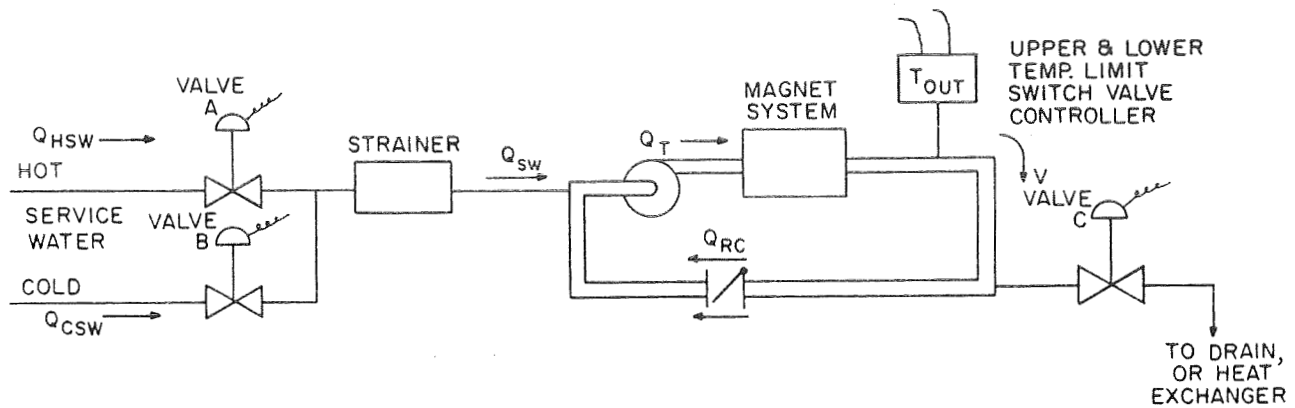 VALVE
A
Q_HSW
HOT
SERVICE
WATER
VALVE
B
COLD
Q_CSW
STRAINER
Q_SW
Q_T
MAGNET
SYSTEM
T_OUT
UPPER & LOWER
TEMP. LIMIT
SWITCH VALVE
CONTROLLER
V
VALVE
C
Q_RC
TO DRAIN,
OR HEAT
EXCHANGER